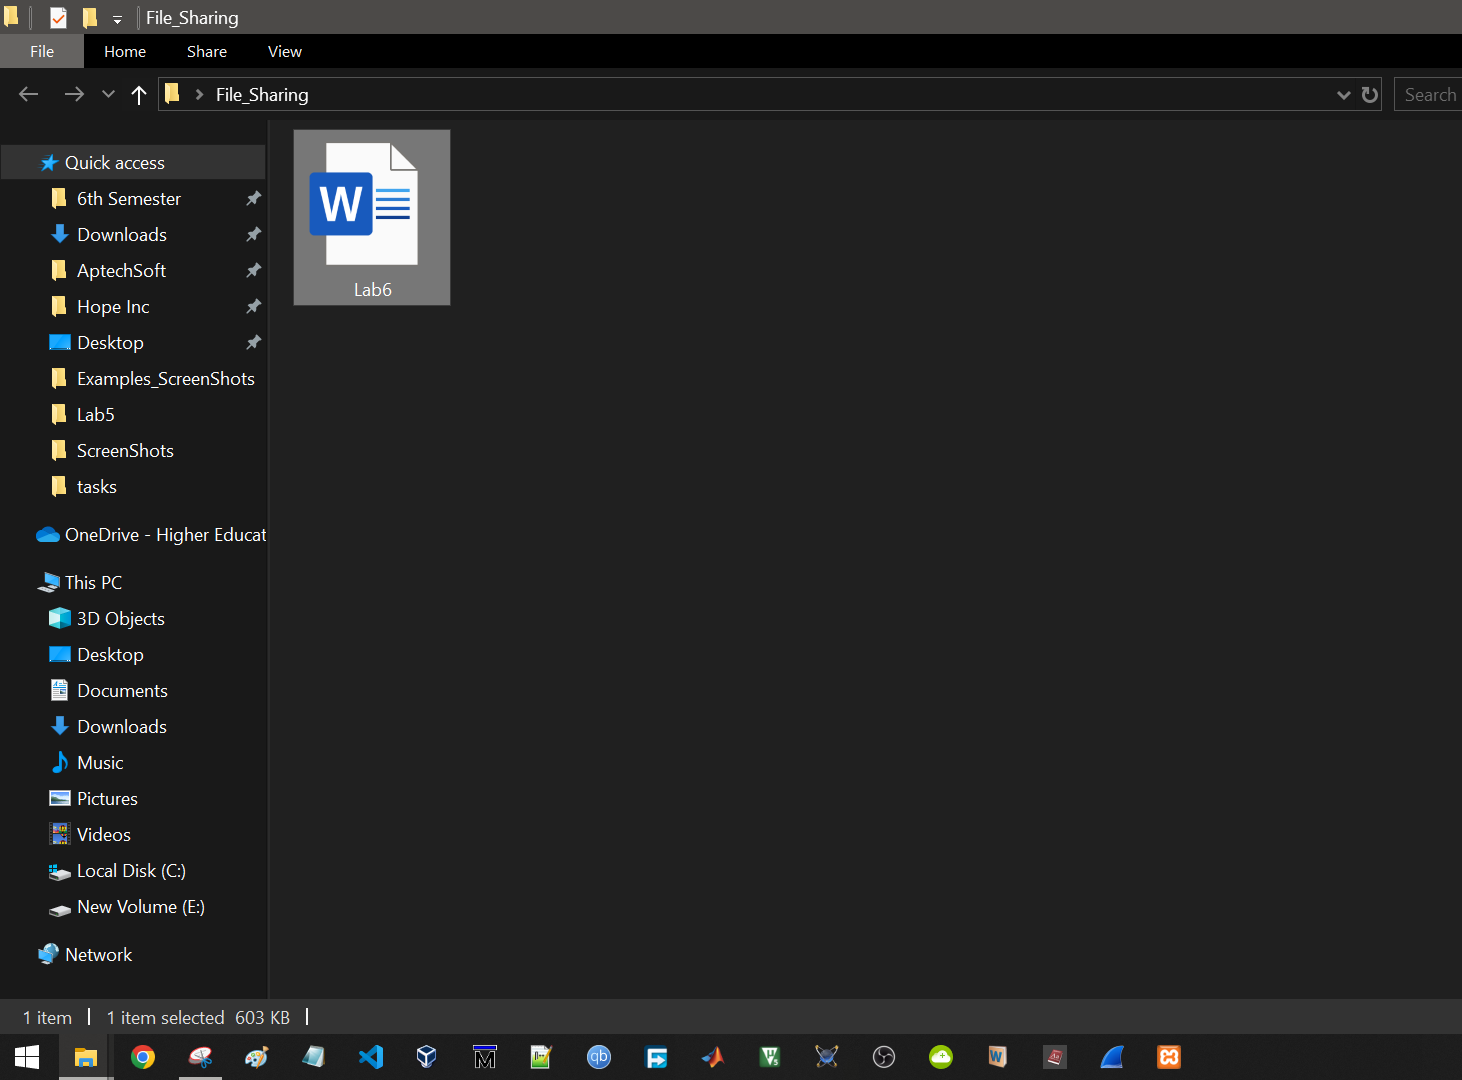 File_Sharing
File Home Share View
File_Sharing
Search
Quick access
6th Semester
Downloads
AptechSoft
Hope Inc
Desktop
Examples_ScreenShots
Lab5
ScreenShots
tasks
OneDrive - Higher Educat
This PC
3D Objects
Desktop
Documents
Downloads
Music
Pictures
Videos
Local Disk (C:)
New Volume (E:)
Network
W
Lab6
1 item 1 item selected 603 KB
qb
M
W